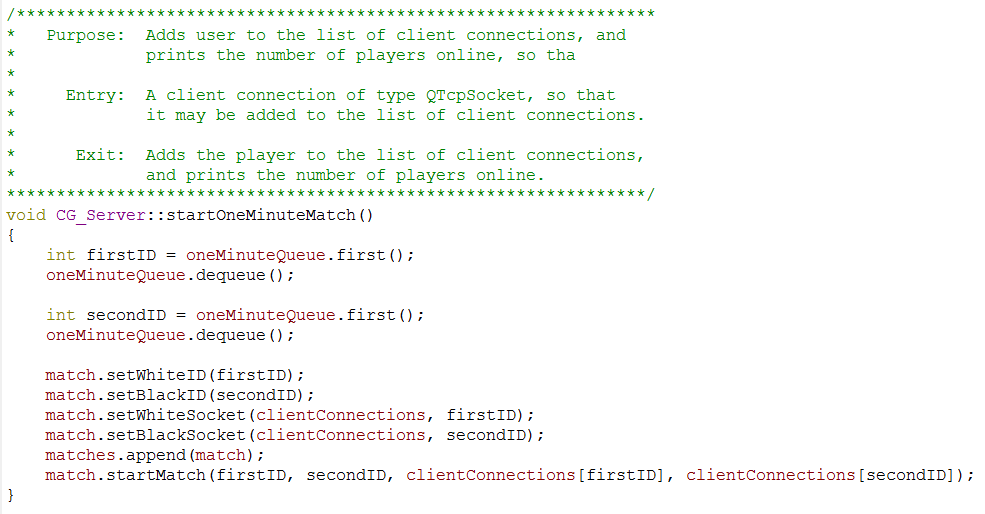 /****************************************************************
*   Purpose:  Adds user to the list of client connections, and
*             prints the number of players online, so tha
*
*     Entry:  A client connection of type QTcpSocket, so that
*             it may be added to the list of client connections.
*
*      Exit:  Adds the player to the list of client connections,
*             and prints the number of players online.
****************************************************************/
void CG_Server::startOneMinuteMatch()
{
    int firstID = oneMinuteQueue.first();
    oneMinuteQueue.dequeue();

    int secondID = oneMinuteQueue.first();
    oneMinuteQueue.dequeue();

    match.setWhiteID(firstID);
    match.setBlackID(secondID);
    match.setWhiteSocket(clientConnections, firstID);
    match.setBlackSocket(clientConnections, secondID);
    matches.append(match);
    match.startMatch(firstID, secondID, clientConnections[firstID], clientConnections[secondID]);
}